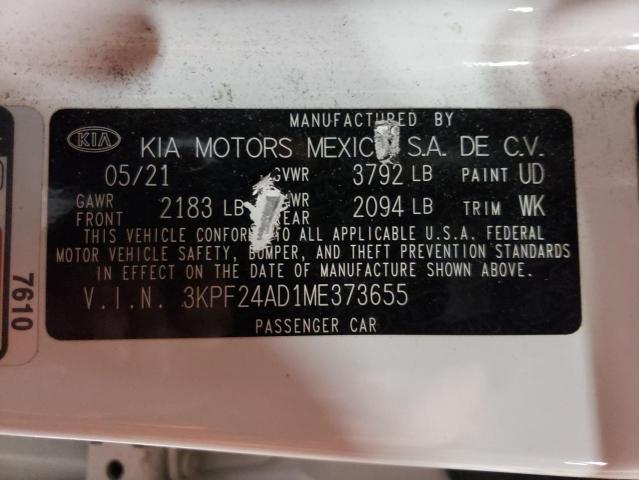 MANUFACTURED BY
KIA KIA MOTORS MEXICO S.A. DE C.V.
05/21 GVWR 3792 LB PAINT UD
GAWR FRONT 2183 LB REAR 2094 LB TRIM WK
THIS VEHICLE CONFORMS TO ALL APPLICABLE U.S.A. FEDERAL
MOTOR VEHICLE SAFETY, BUMPER, AND THEFT PREVENTION STANDARDS
IN EFFECT ON THE DATE OF MANUFACTURE SHOWN ABOVE.
V.I.N. 3KPF24AD1ME373655
PASSENGER CAR
7610